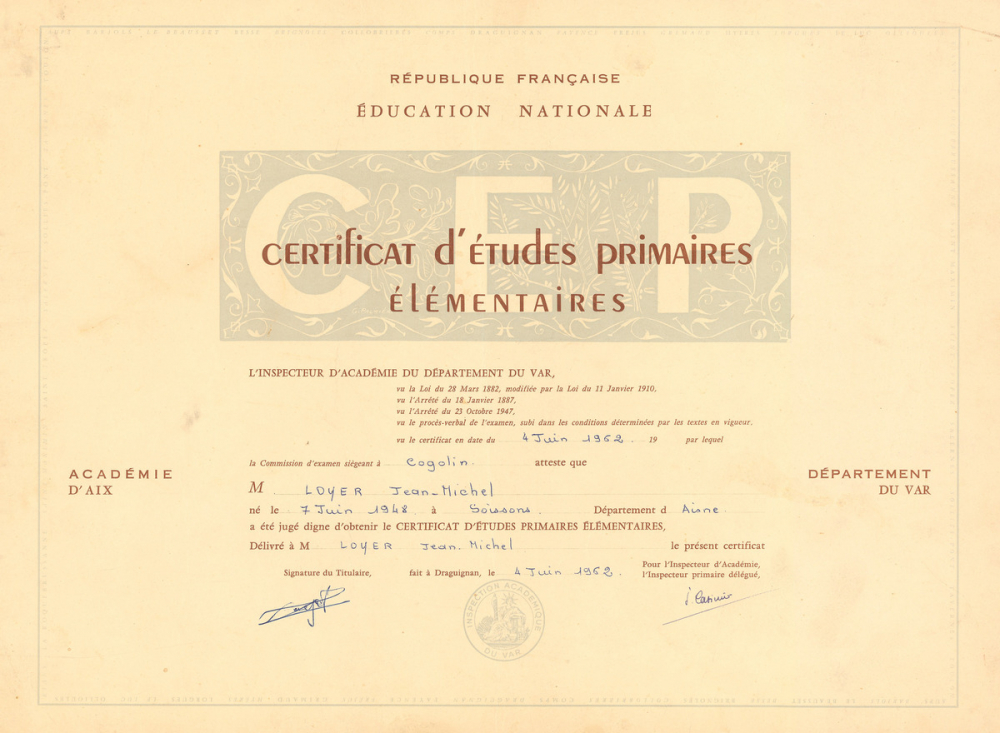 RÉPUBLIQUE FRANÇAISE
ÉDUCATION NATIONALE
CEP
CERTIFICAT d'ÉTUDES PRIMAIRES
ÉLÉMENTAIRES
L'INSPECTEUR D'ACADÉMIE DU DÉPARTEMENT DU VAR,
vu la Loi du 28 Mars 1882, modifiée par la Loi du 11 Janvier 1910,
vu l'Arrêté du 18 Janvier 1887,
vu l'Arrêté du 23 Octobre 1947,
vu le procès-verbal de l'examen, subi dans les conditions déterminées par les textes en vigueur,
vu le certificat en date du 4 Juin 1962 19 par lequel
la Commission d'examen siégeant à Cogolin. atteste que
ACADÉMIE
D'AIX
DÉPARTEMENT
DU VAR
M LOYER Jean-Michel
né le 7 Juin 1948 à Soissons. Département d Aisne
a été jugé digne d'obtenir le CERTIFICAT D'ÉTUDES PRIMAIRES ÉLÉMENTAIRES,
Délivré à M LOYER Jean. Michel le présent certificat
Signature du Titulaire, fait à Draguignan, le 4 Juin 1962. Pour l'Inspecteur d'Académie,
l'Inspecteur primaire délégué,
INSPECTION ACADÉMIQUE
DU VAR